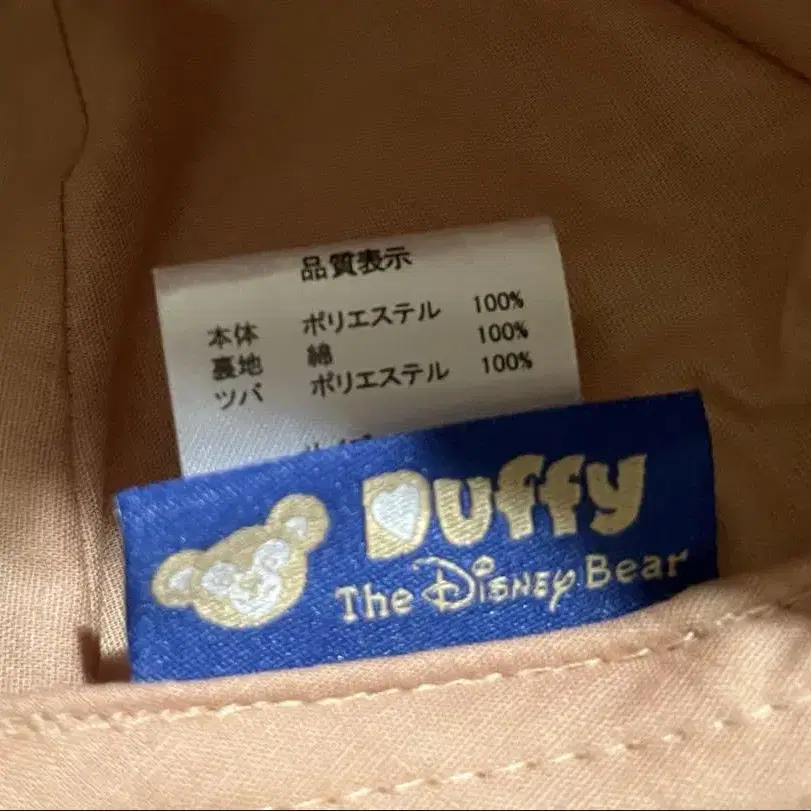 品質表示
本体 ポリエステル 100%
裏地 綿 100%
ツバ ポリエステル 100%
Duffy
The Disney Bear